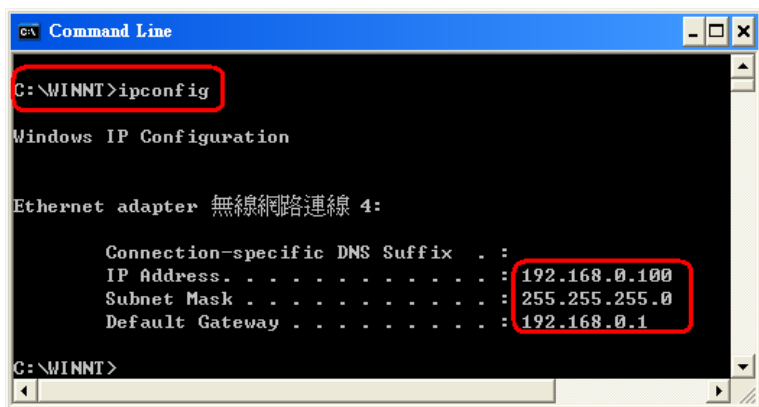 C:\ Command Line
C:\WINNT>ipconfig
Windows IP Configuration
Ethernet adapter 無線網路連線 4:
Connection-specific DNS Suffix . :
IP Address. . . . . . . . . . . . : 192.168.0.100
Subnet Mask . . . . . . . . . . . : 255.255.255.0
Default Gateway . . . . . . . . . : 192.168.0.1
C:\WINNT>